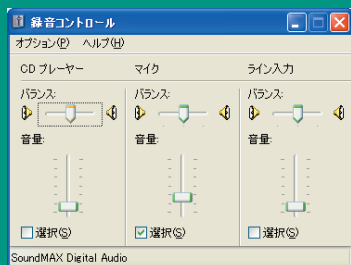 録音コントロール
オプション(P) ヘルプ(H)
CD プレーヤー マイク ライン入力
バランス: バランス: バランス:
音量: 音量: 音量:
選択(S) 選択(S) 選択(S)
SoundMAX Digital Audio